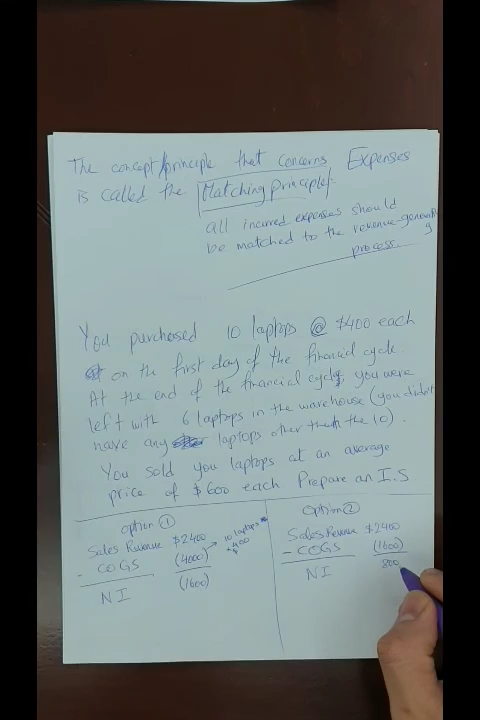 The concept/principle that concerns Expenses
is called the Matching principle.
all incurred expenses should
be matched to the revenue-generating
process.
You purchased 10 laptops @ $400 each
on the first day of the financial cycle.
At the end of the financial cycle, you were
left with 6 laptops in the warehouse (you didn't
have any laptops other than the 10).
You sold you laptops at an average
price of $600 each Prepare an I.S
option ①
Sales Revenue $2400
- COGS (4000) → 10 laptops
* $400
NI (1600)
option ②
Sales Revenue $2400
- COGS (1600)
NI 800